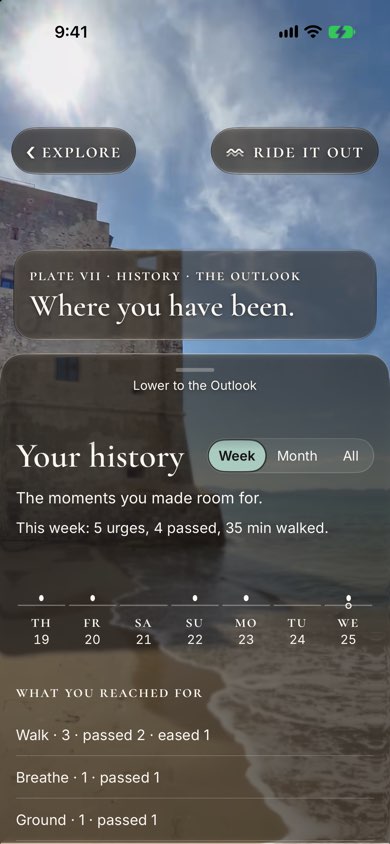 9:41
EXPLORE
RIDE IT OUT
PLATE VII · HISTORY · THE OUTLOOK
Where you have been.
Lower to the Outlook
Your history
Week Month All
The moments you made room for.
This week: 5 urges, 4 passed, 35 min walked.
TH FR SA SU MO TU WE
19 20 21 22 23 24 25
WHAT YOU REACHED FOR
Walk · 3 · passed 2 · eased 1
Breathe · 1 · passed 1
Ground · 1 · passed 1